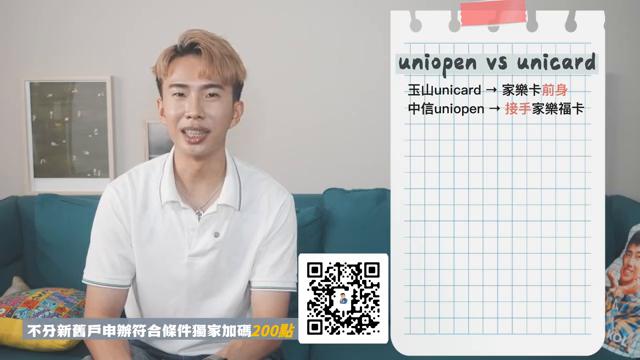 uniopen vs unicard
玉山unicard → 家樂卡前身
中信uniopen → 接手家樂福卡
不分新舊戶申辦符合條件獨家加碼200點